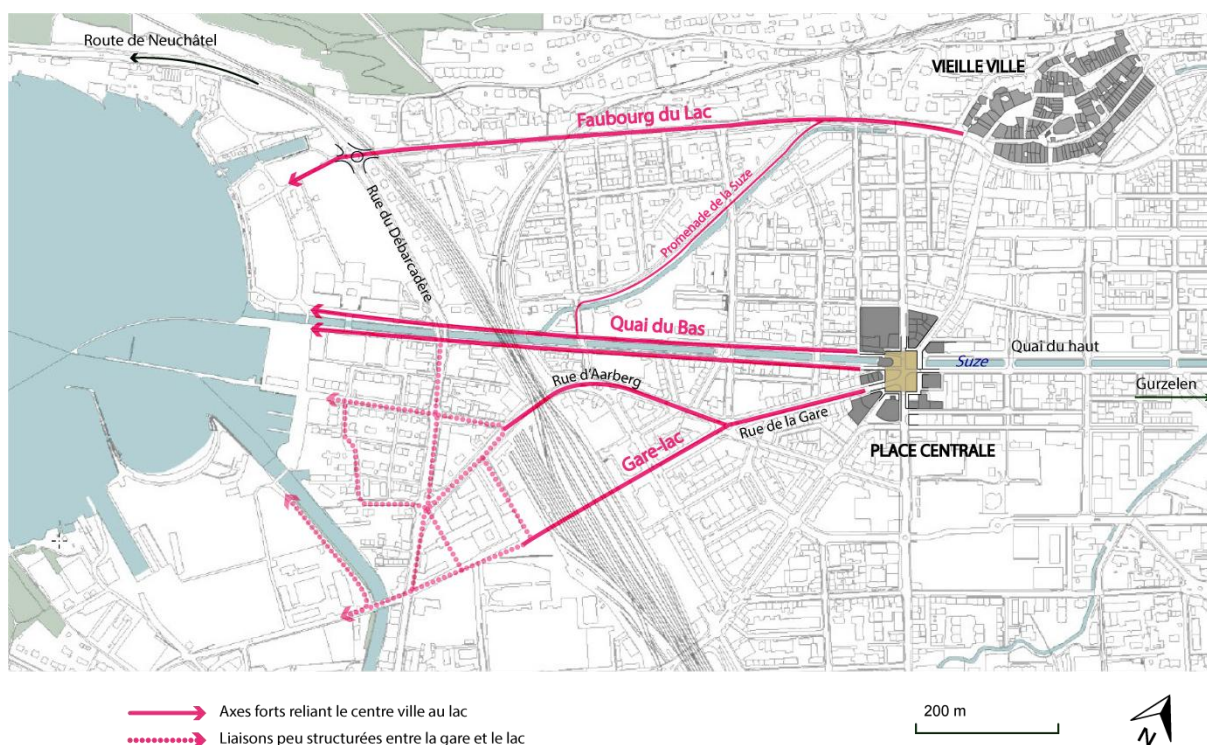 Route de Neuchâtel
VIEILLE VILLE
Faubourg du Lac
Rue du Débarcadère
Promenade de la Suze
Quai du Bas
Quai du haut
Suze
Rue d'Aarberg
Gurzelen
Rue de la Gare
Gare-lac
PLACE CENTRALE
Axes forts reliant le centre ville au lac
200 m
N
Liaisons peu structurées entre la gare et le lac